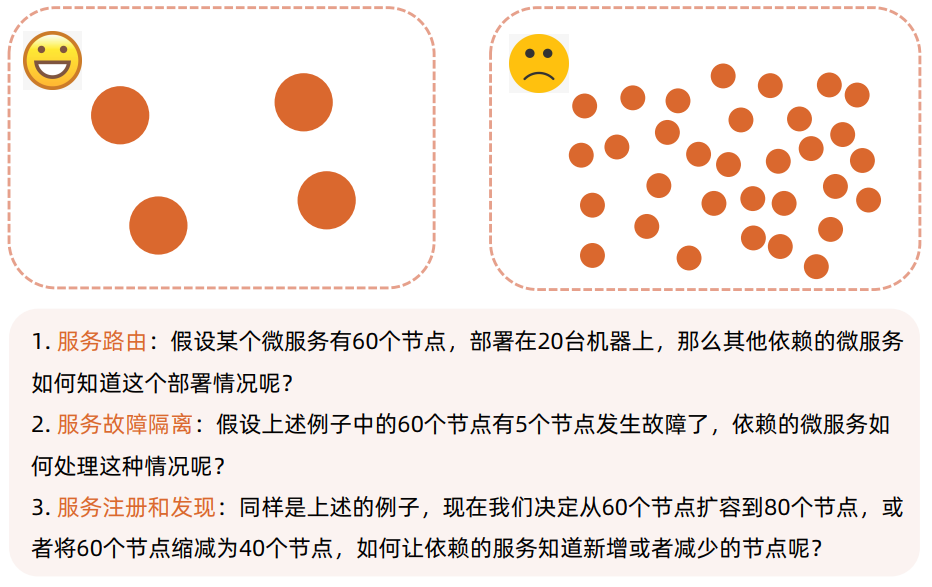 1. 服务路由：假设某个微服务有60个节点，部署在20台机器上，那么其他依赖的微服务
如何知道这个部署情况呢？
2. 服务故障隔离：假设上述例子中的60个节点有5个节点发生故障了，依赖的微服务如
何处理这种情况呢？
3. 服务注册和发现：同样是上述的例子，现在我们决定从60个节点扩容到80个节点，或
者将60个节点缩减为40个节点，如何让依赖的服务知道新增或者减少的节点呢？